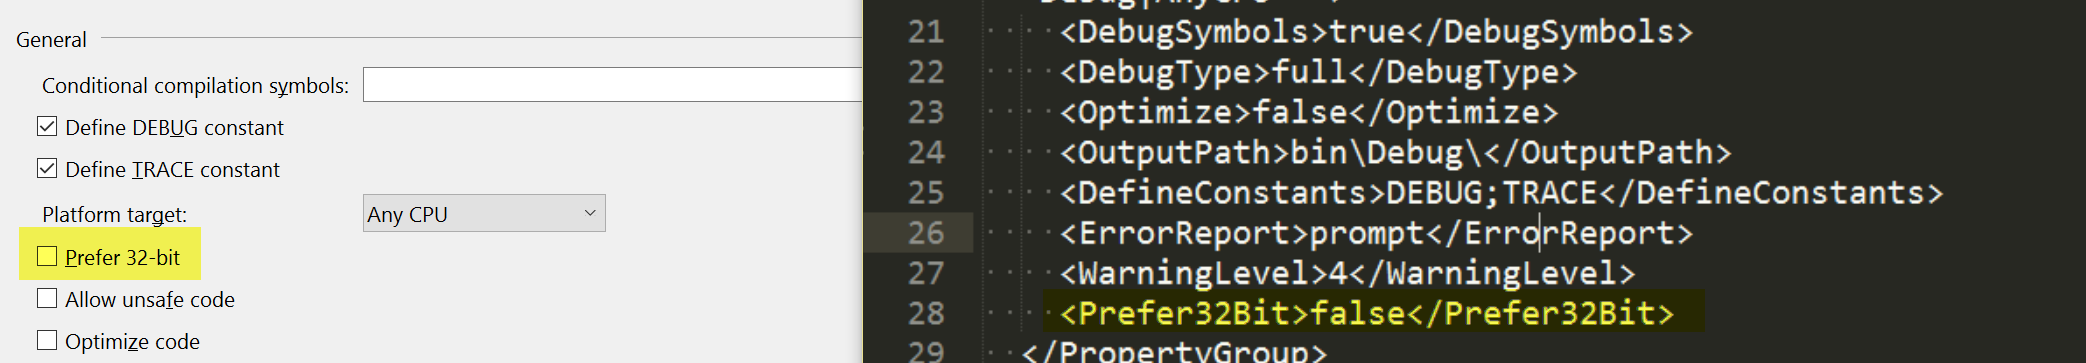 General
Conditional compilation symbols:
Define DEBUG constant
Define TRACE constant
Platform target: Any CPU
Prefer 32-bit
Allow unsafe code
Optimize code
21 <DebugSymbols>true</DebugSymbols>
22 <DebugType>full</DebugType>
23 <Optimize>false</Optimize>
24 <OutputPath>bin\Debug\</OutputPath>
25 <DefineConstants>DEBUG;TRACE</DefineConstants>
26 <ErrorReport>prompt</ErrorReport>
27 <WarningLevel>4</WarningLevel>
28 <Prefer32Bit>false</Prefer32Bit>
29 </PropertyGroup>